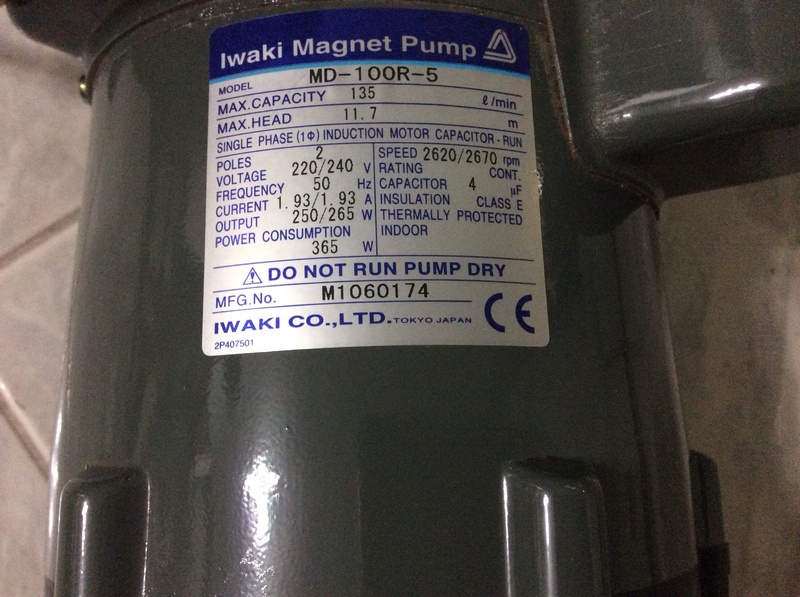 Iwaki Magnet Pump
MODEL MD-100R-5
MAX.CAPACITY 135 ℓ/min
MAX.HEAD 11.7 m
SINGLE PHASE (1Φ) INDUCTION MOTOR CAPACITOR-RUN
POLES 2
VOLTAGE 220/240 V
FREQUENCY 50 Hz
CURRENT 1.93/1.93 A
OUTPUT 250/265 W
POWER CONSUMPTION
365 W
SPEED 2620/2670 rpm
RATING CONT.
CAPACITOR 4 μF
INSULATION CLASS E
THERMALLY PROTECTED
INDOOR
⚠ DO NOT RUN PUMP DRY
MFG.No. M1060174
IWAKI CO.,LTD. TOKYO JAPAN
CE
2P407501